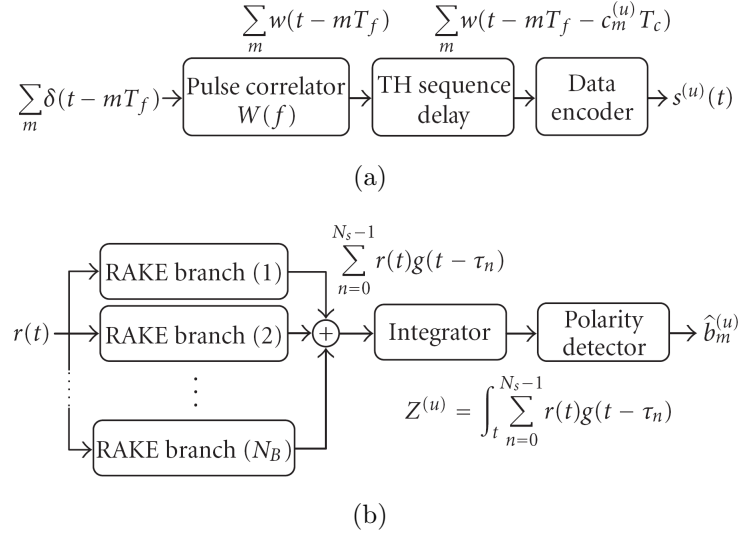 ∑_m w(t − mT_f)    ∑_m w(t − mT_f − c_m^{(u)} T_c)
∑_m δ(t − mT_f)
Pulse correlator
W(f)
TH sequence
delay
Data
encoder
s^{(u)}(t)
(a)
RAKE branch (1)
∑_{n=0}^{N_s−1} r(t)g(t − τ_n)
r(t)
RAKE branch (2)
+
Integrator
Polarity
detector
b̂_m^{(u)}
⋮
Z^{(u)} = ∫_t ∑_{n=0}^{N_s−1} r(t)g(t − τ_n)
RAKE branch (N_B)
(b)